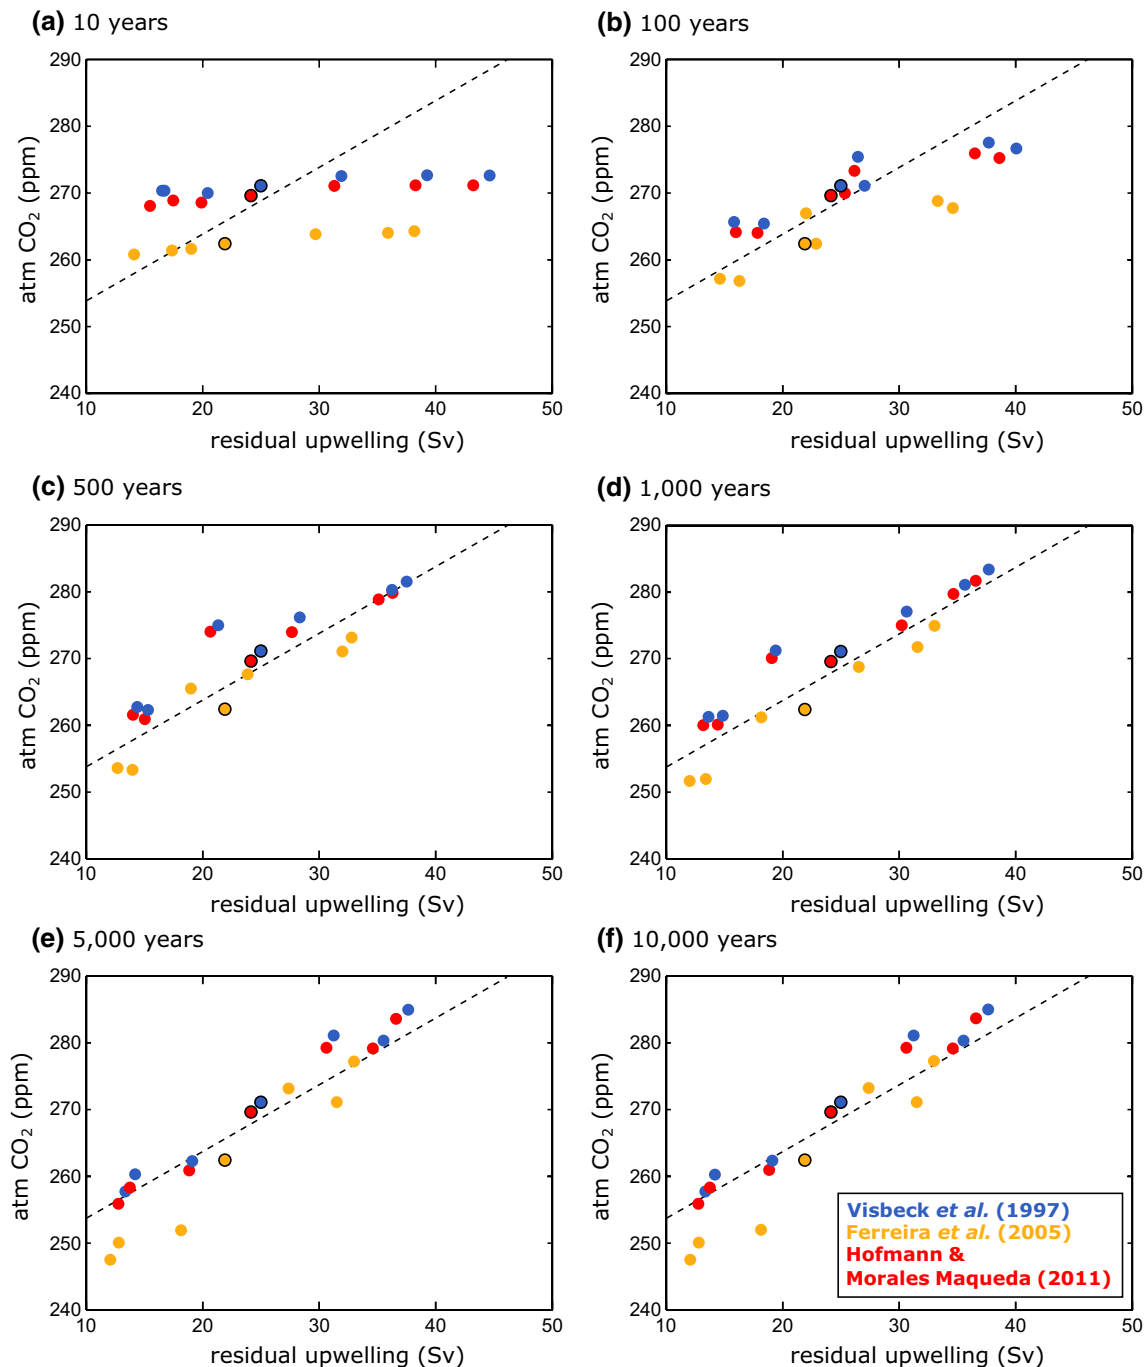 (a) 10 years
(b) 100 years
290
280
270
260
250
240
10 20 30 40 50
atm CO₂ (ppm)
residual upwelling (Sv)
290
280
270
260
250
240
10 20 30 40 50
atm CO₂ (ppm)
residual upwelling (Sv)
(c) 500 years
(d) 1,000 years
290
280
270
260
250
240
10 20 30 40 50
atm CO₂ (ppm)
residual upwelling (Sv)
290
280
270
260
250
240
10 20 30 40 50
atm CO₂ (ppm)
residual upwelling (Sv)
(e) 5,000 years
(f) 10,000 years
290
280
270
260
250
240
10 20 30 40 50
atm CO₂ (ppm)
residual upwelling (Sv)
290
280
270
260
250
240
10 20 30 40 50
atm CO₂ (ppm)
residual upwelling (Sv)
Visbeck et al. (1997)
Ferreira et al. (2005)
Hofmann &
Morales Maqueda (2011)